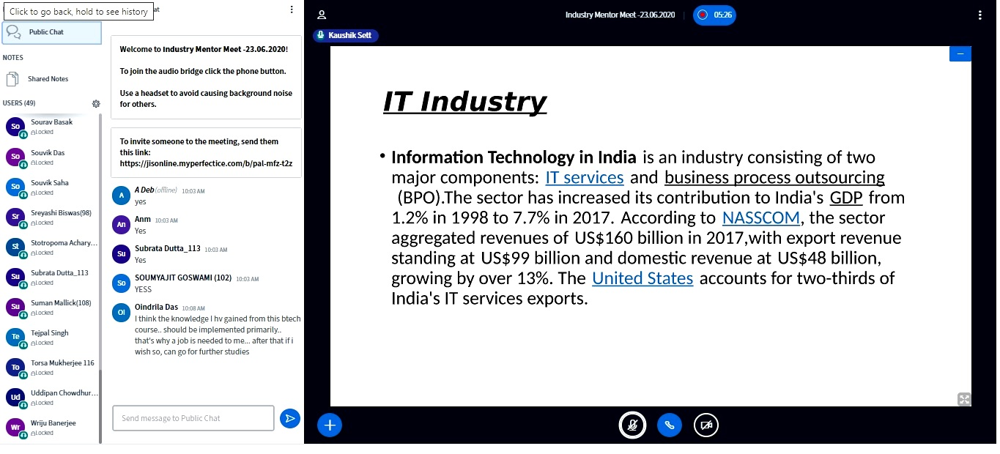 Click to go back, hold to see history
at
Public Chat
NOTES
Shared Notes
USERS (49)
So
Sourav Basak
Locked
So
Souvik Das
Locked
So
Souvik Saha
Locked
Sr
Sreyashi Biswas(98)
Locked
St
Stotropoma Achary...
Locked
Su
Subrata Dutta_113
Locked
Su
Suman Mallick(108)
Locked
Te
Tejpal Singh
Locked
To
Torsa Mukherjee 116
Locked
Ud
Uddipan Chowdhur...
Locked
Wr
Wriju Banerjee
Locked
Welcome to Industry Mentor Meet -23.06.2020!
To join the audio bridge click the phone button.
Use a headset to avoid causing background noise
for others.
To invite someone to the meeting, send them
this link:
https://jisonline.myperfectice.com/b/pal-mfz-t2z
A
A Deb (offline) 10:03 AM
yes
An
Anm 10:03 AM
Yes
Su
Subrata Dutta_113 10:03 AM
Yes
So
SOUMYAJIT GOSWAMI (102) 10:03 AM
YESS
Oi
Oindrila Das 10:08 AM
I think the knowledge I hv gained from this btech
course.. should be implemented primarily..
that's why a job is needed to me... after that if i
wish so, can go for further studies
Send message to Public Chat
Industry Mentor Meet -23.06.2020
05:26
Kaushik Sett
IT Industry
• Information Technology in India is an industry consisting of two
major components: IT services and business process outsourcing
(BPO).The sector has increased its contribution to India's GDP from
1.2% in 1998 to 7.7% in 2017. According to NASSCOM, the sector
aggregated revenues of US$160 billion in 2017,with export revenue
standing at US$99 billion and domestic revenue at US$48 billion,
growing by over 13%. The United States accounts for two-thirds of
India's IT services exports.